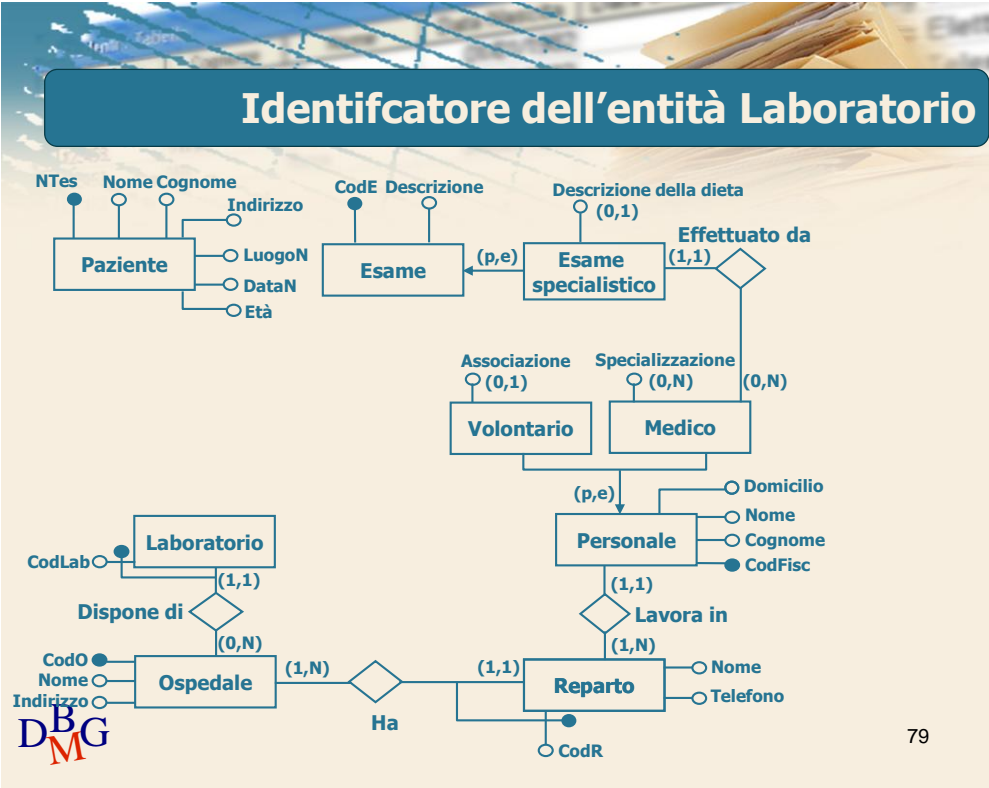 Identifcatore dell'entità Laboratorio
NTes
Nome
Cognome
Indirizzo
LuogoN
DataN
Età
Paziente
CodE
Descrizione
Esame
(p,e)
Descrizione della dieta
(0,1)
Esame
specialistico
(1,1)
Effettuato da
(0,N)
Associazione
(0,1)
Volontario
Specializzazione
(0,N)
Medico
(p,e)
Personale
Domicilio
Nome
Cognome
CodFisc
(1,1)
Lavora in
(1,N)
Laboratorio
CodLab
(1,1)
Dispone di
(0,N)
CodO
Nome
Indirizzo
Ospedale
(1,N)
Ha
(1,1)
Reparto
Nome
Telefono
CodR
DBMG
79